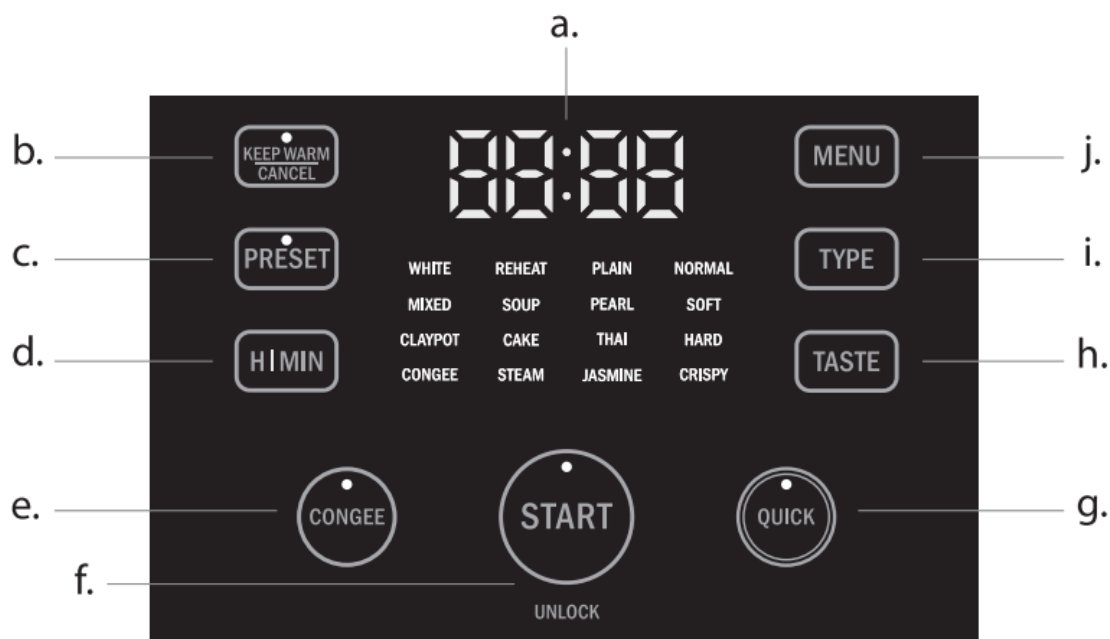 a.
b.
KEEP WARM
CANCEL
88:88
MENU
j.
c.
PRESET
TYPE
i.
WHITE REHEAT PLAIN NORMAL
MIXED SOUP PEARL SOFT
CLAYPOT CAKE THAI HARD
CONGEE STEAM JASMINE CRISPY
d.
H|MIN
TASTE
h.
e.
CONGEE
START
QUICK
g.
f.
UNLOCK